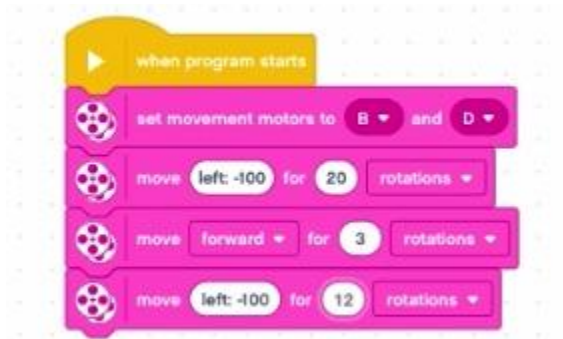 when program starts
set movement motors to B and D
move left: -100 for 20 rotations
move forward for 3 rotations
move left: -100 for 12 rotations